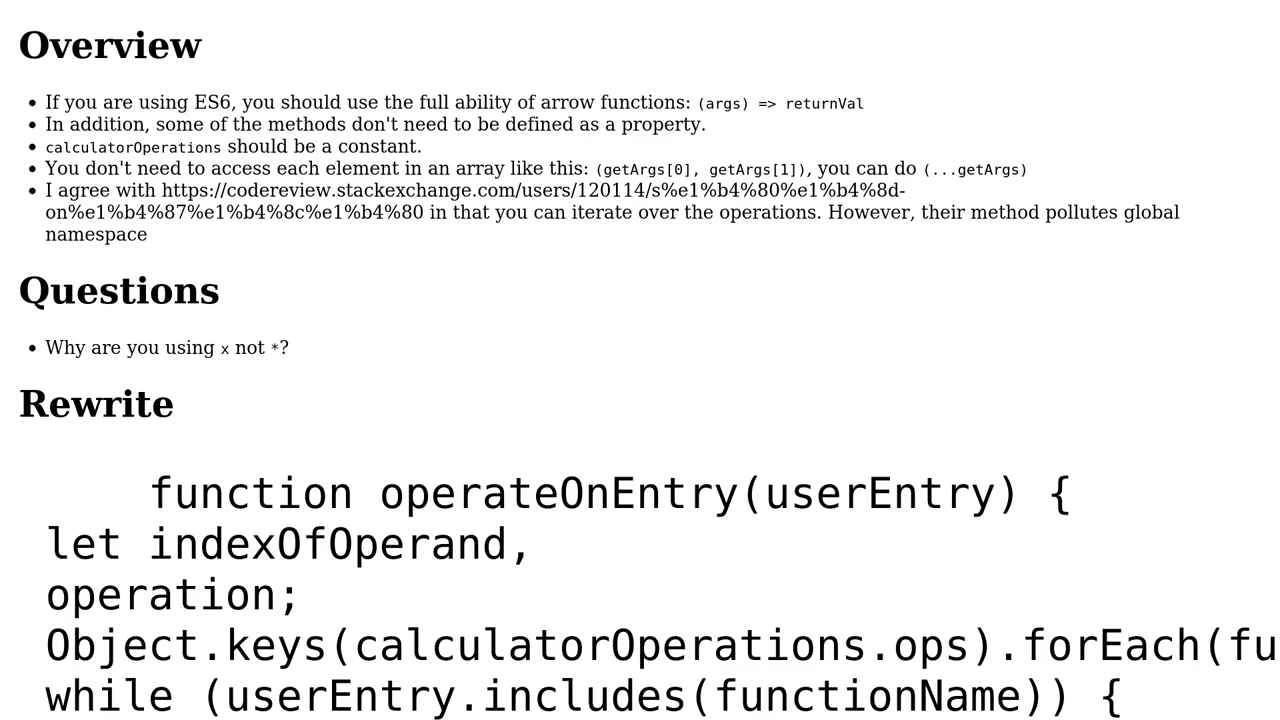 Overview
If you are using ES6, you should use the full ability of arrow functions: (args) => returnVal
In addition, some of the methods don't need to be defined as a property.
calculatorOperations should be a constant.
You don't need to access each element in an array like this: (getArgs[0], getArgs[1]), you can do (...getArgs)
I agree with https://codereview.stackexchange.com/users/120114/s%e1%b4%80%e1%b4%8d-
on%e1%b4%87%e1%b4%8c%e1%b4%80 in that you can iterate over the operations. However, their method pollutes global
namespace
Questions
Why are you using x not *?
Rewrite
function operateOnEntry(userEntry) {
let indexOfOperand,
operation;
Object.keys(calculatorOperations.ops).forEach(fu
while (userEntry.includes(functionName)) {